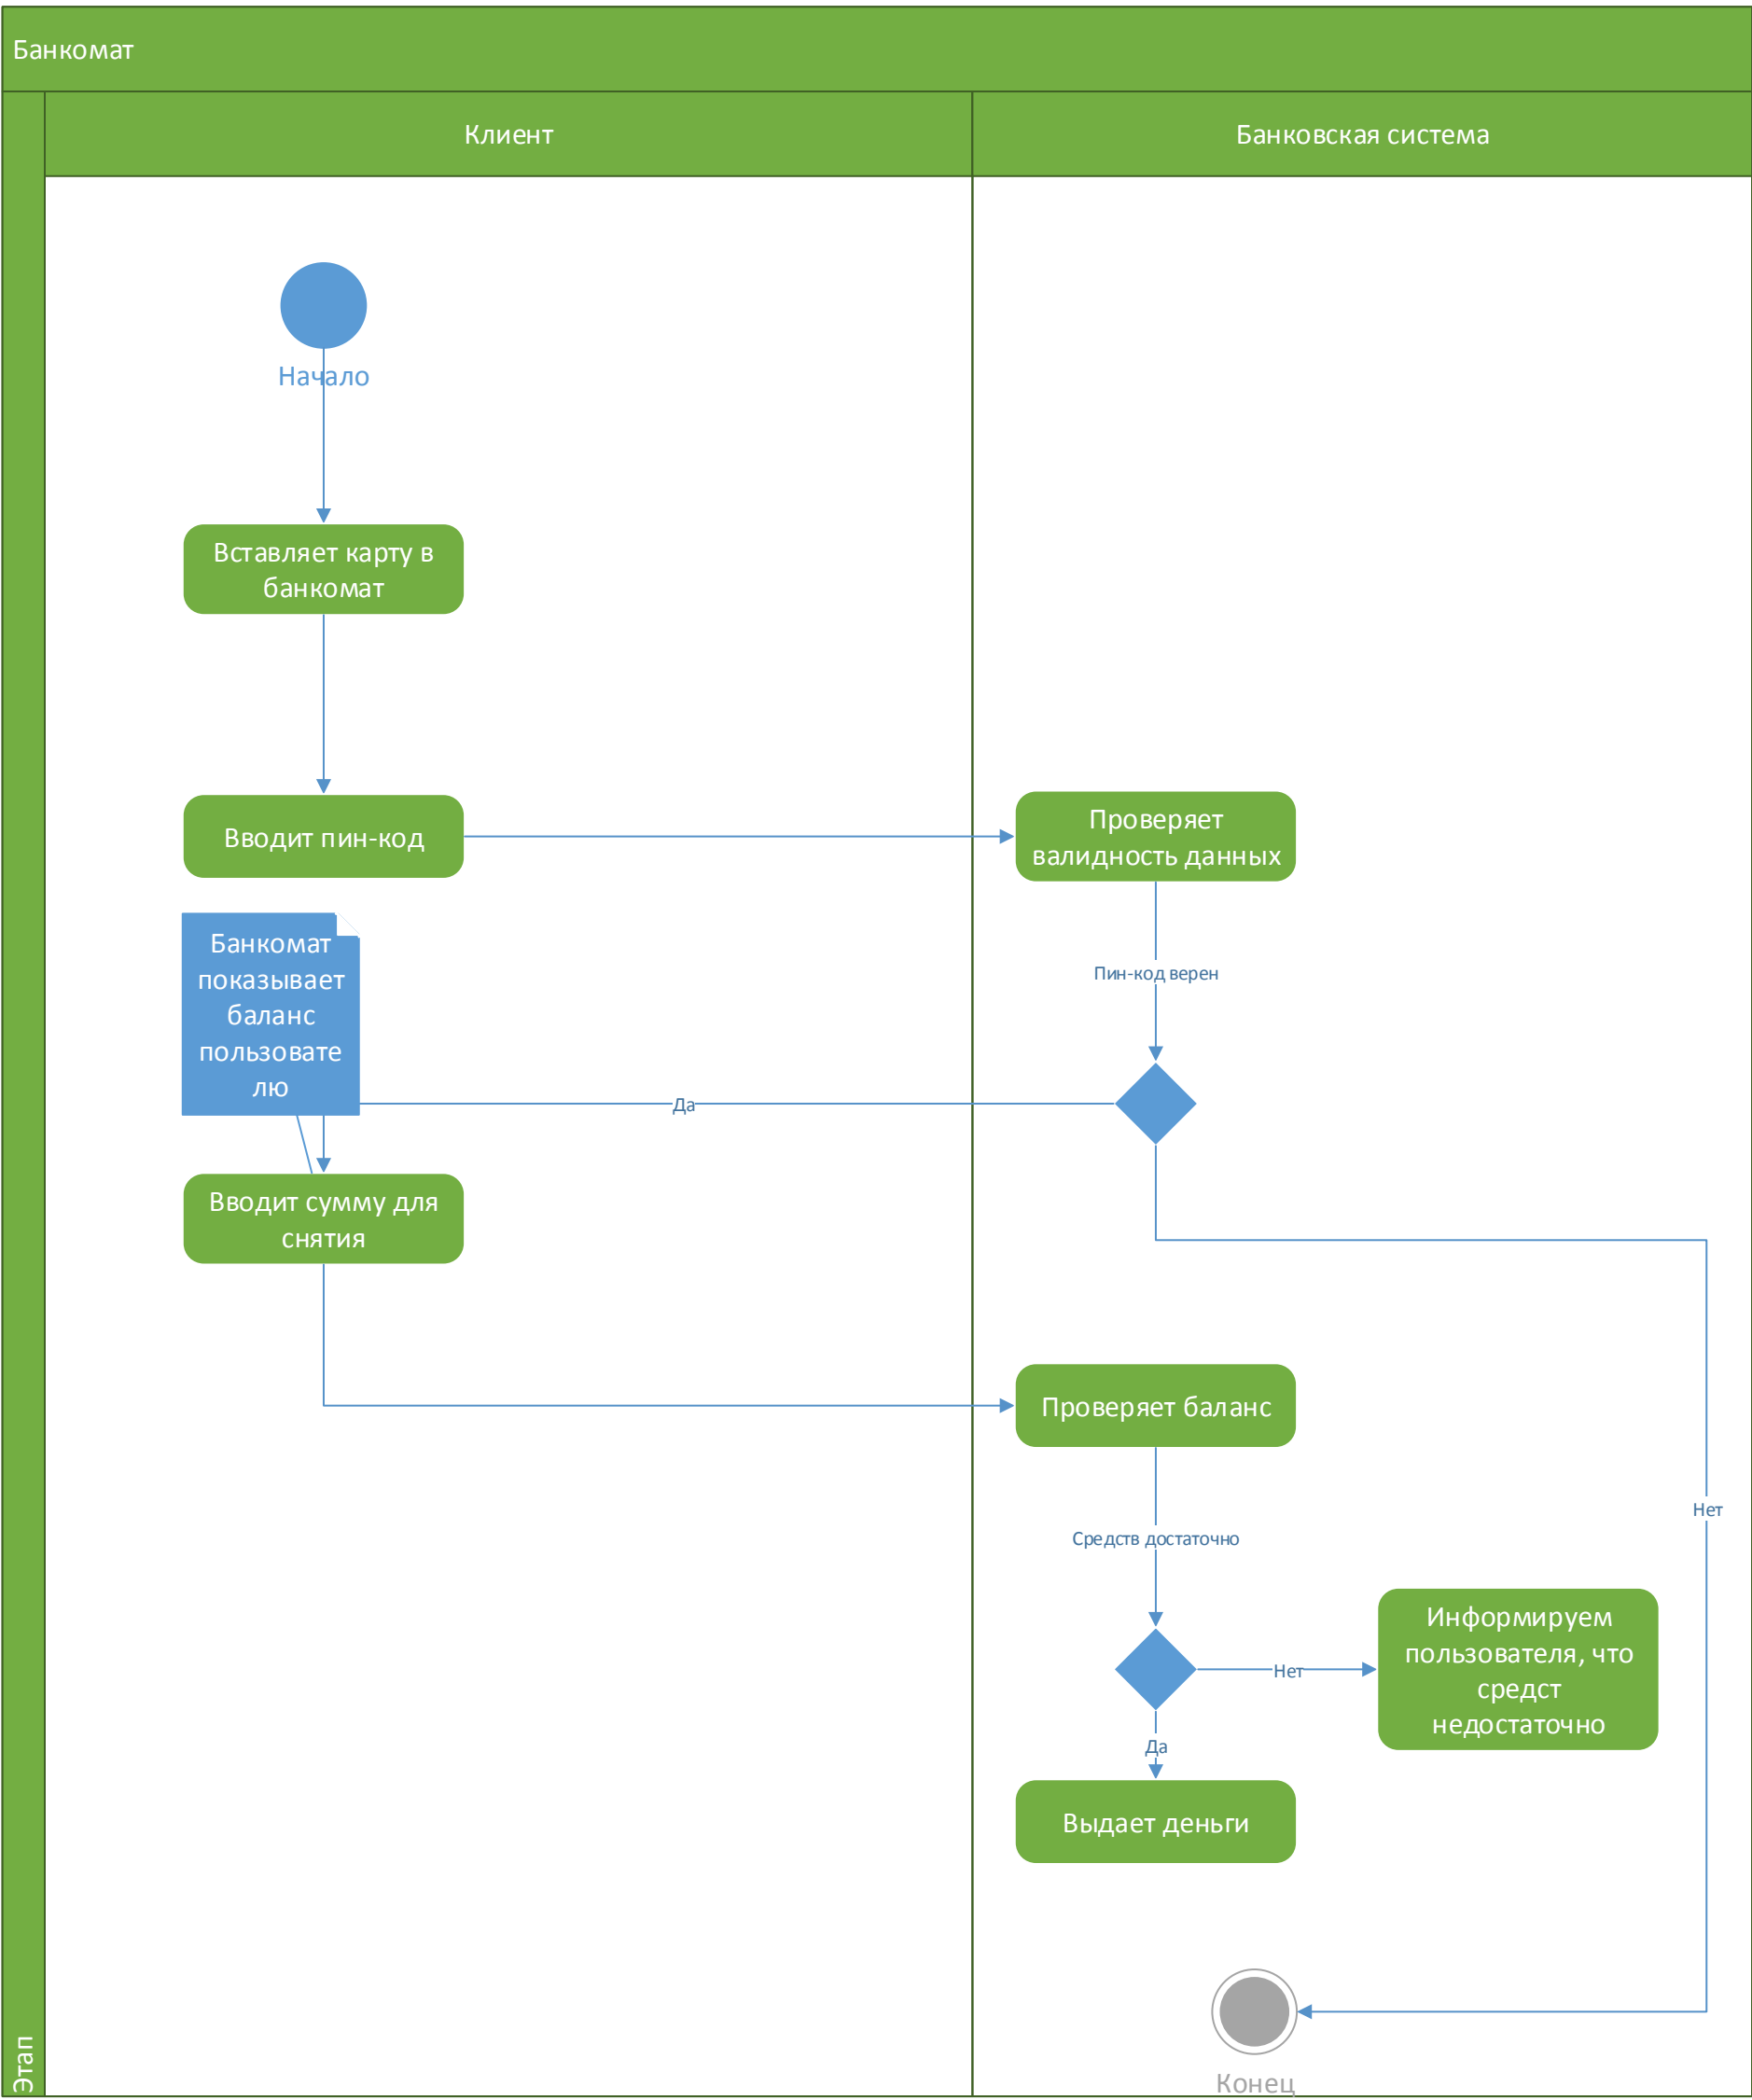 Банкомат
Клиент
Банковская система
Начало
Вставляет карту в
банкомат
Вводит пин-код
Проверяет
валидность данных
Банкомат
показывает
баланс
пользовате
лю
Пин-код верен
Да
Вводит сумму для
снятия
Проверяет баланс
Нет
Средств достаточно
Информируем
пользователя, что
средст
недостаточно
Нет
Да
Выдает деньги
Этап
Конец